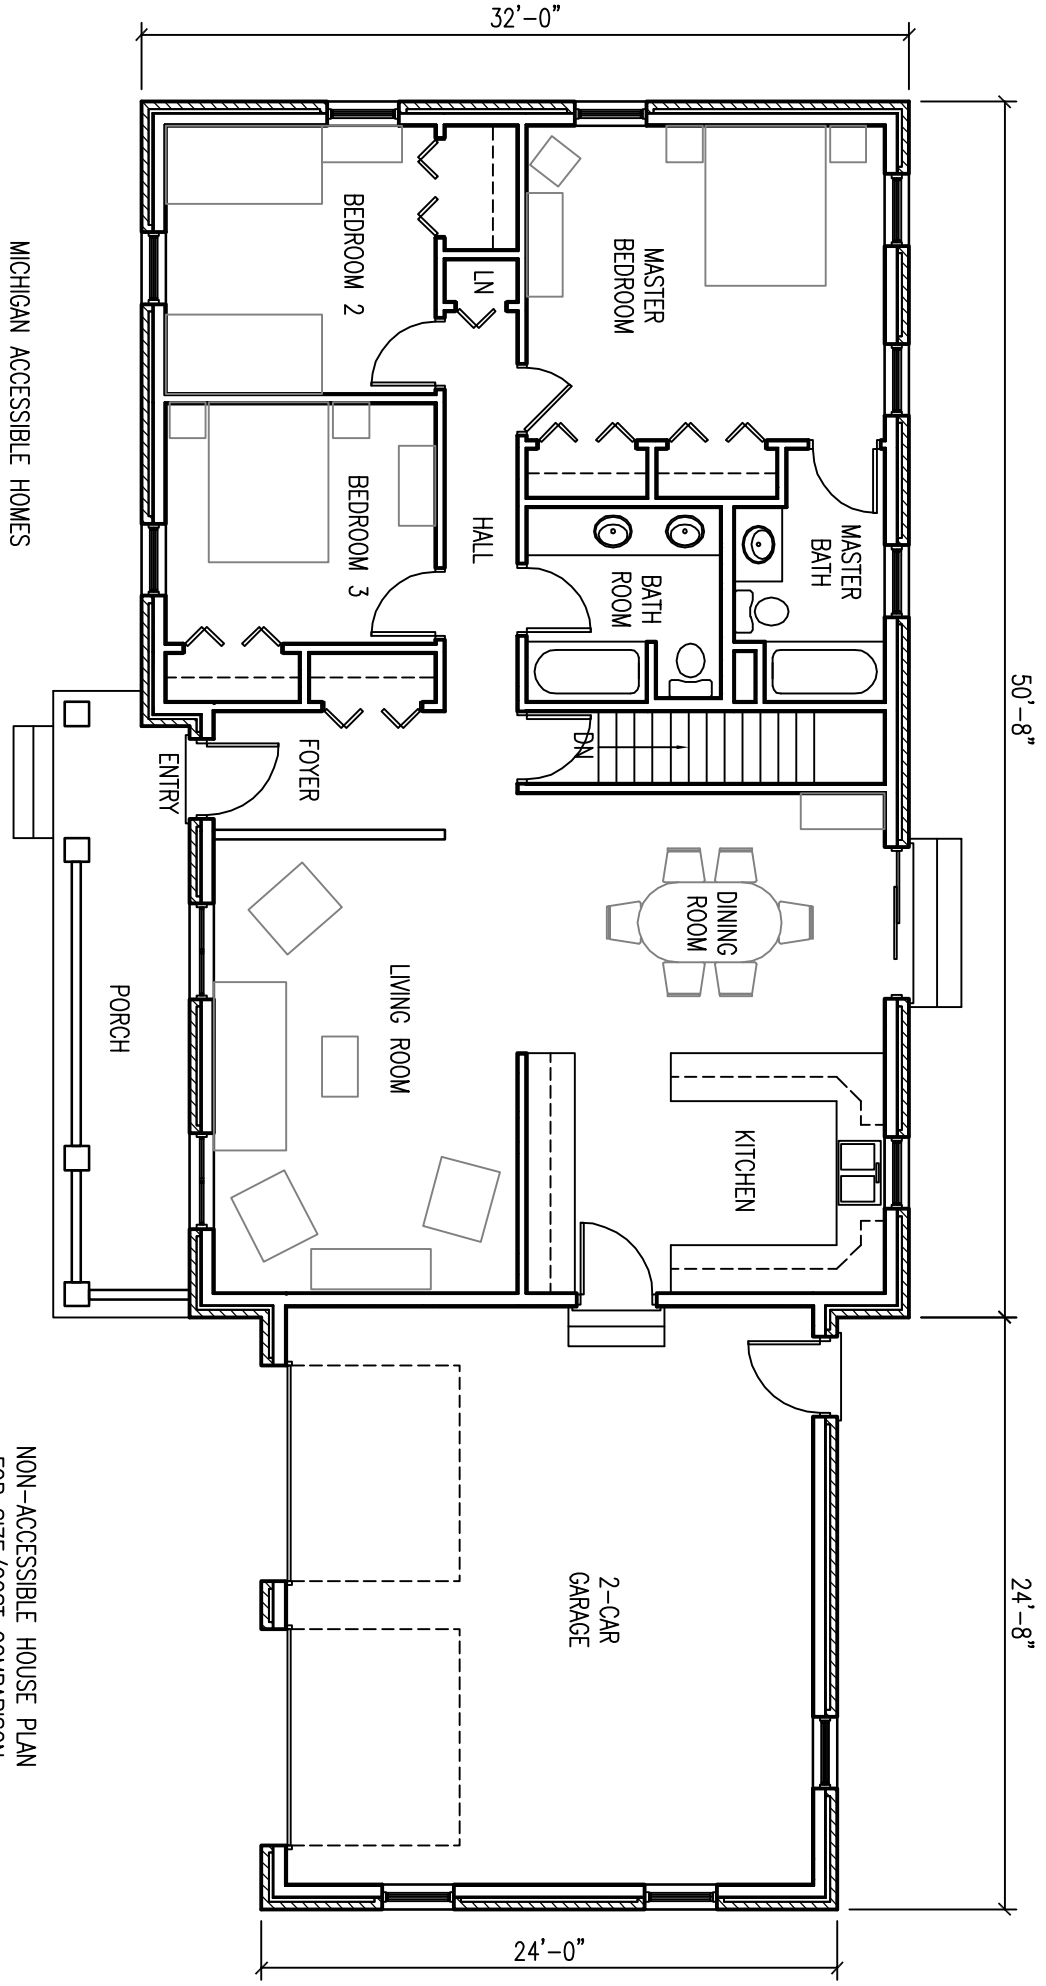 32'-0"
50'-8"
24'-8"
24'-0"
MASTER
BEDROOM
MASTER
BATH
BATH
ROOM
BEDROOM 2
LN
HALL
BEDROOM 3
DN
FOYER
ENTRY
PORCH
DINING
ROOM
LIVING ROOM
KITCHEN
2-CAR
GARAGE
MICHIGAN ACCESSIBLE HOMES
NON-ACCESSIBLE HOUSE PLAN